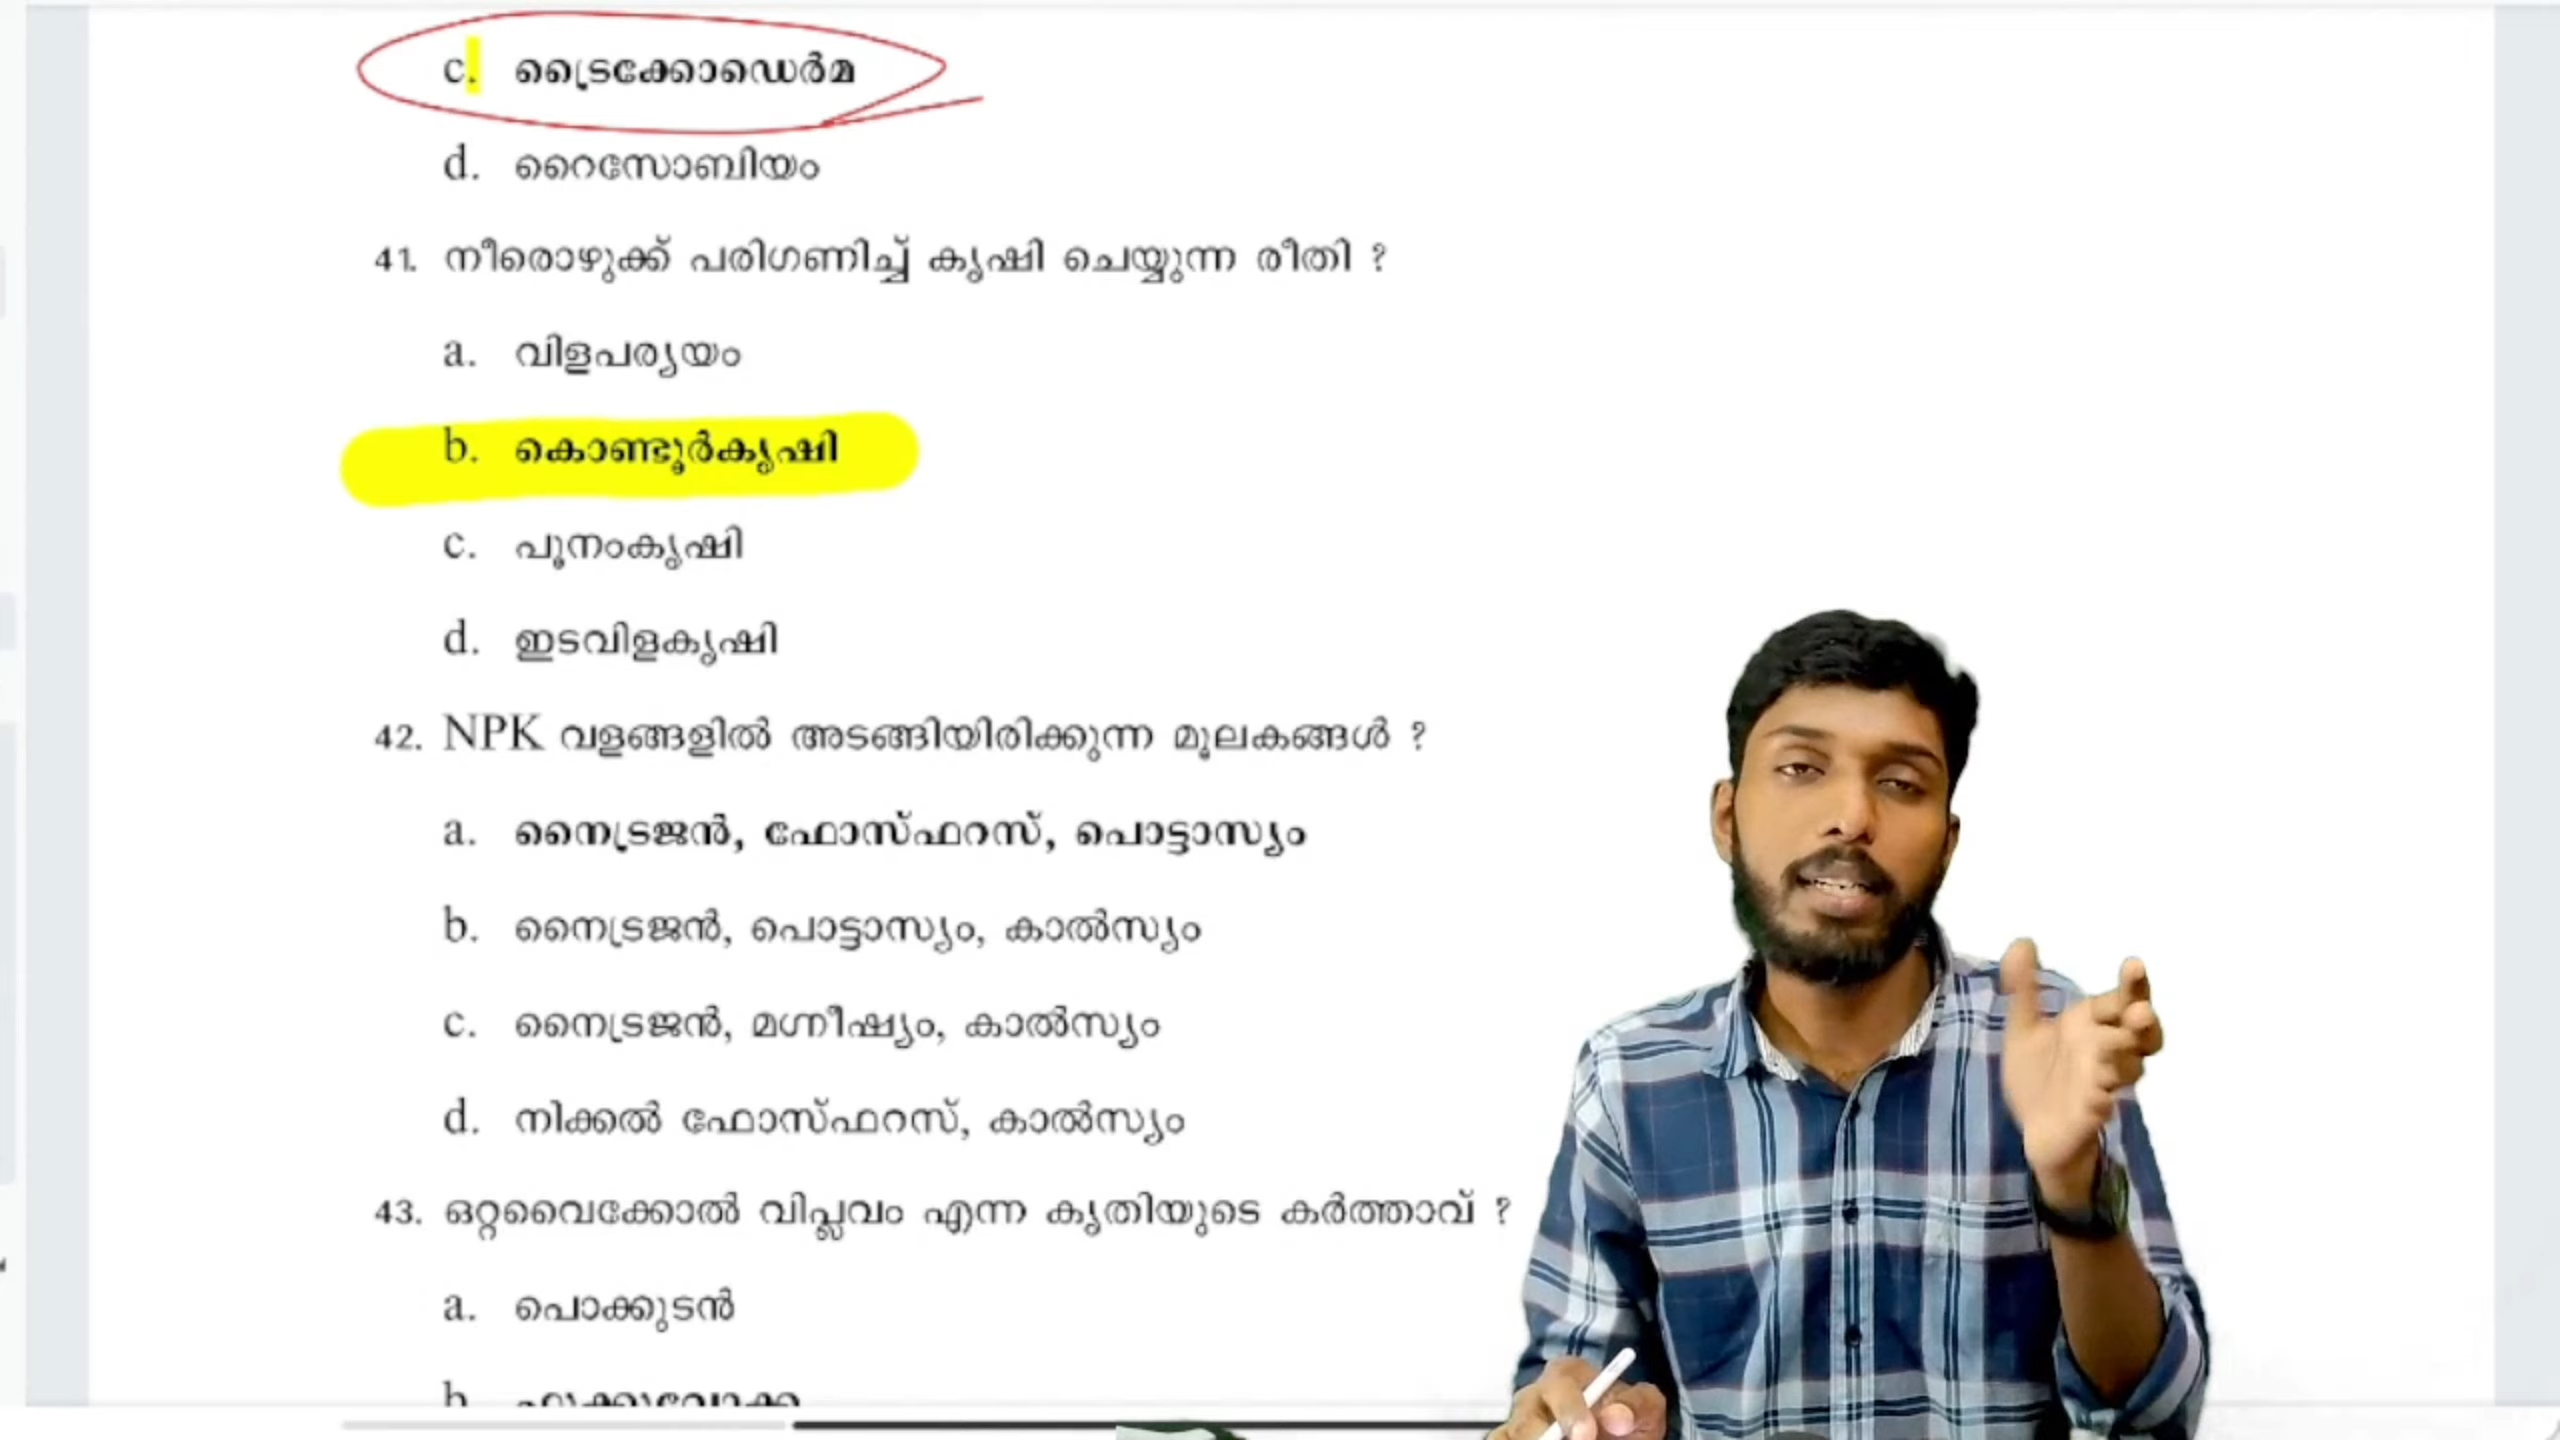 c. ട്രൈക്കോഡെർമ
d. റൈസോബിയം
41. നീരൊഴുക്ക് പരിഗണിച്ച് കൃഷി ചെയ്യുന്ന രീതി ?
a. വിളപര്യയം
b. കൊണ്ടൂർകൃഷി
c. പൂനംകൃഷി
d. ഇടവിളകൃഷി
42. NPK വളങ്ങളിൽ അടങ്ങിയിരിക്കുന്ന മൂലകങ്ങൾ ?
a. നൈട്രജൻ, ഫോസ്ഫറസ്, പൊട്ടാസ്യം
b. നൈട്രജൻ, പൊട്ടാസ്യം, കാൽസ്യം
c. നൈട്രജൻ, മഗ്നീഷ്യം, കാൽസ്യം
d. നിക്കൽ ഫോസ്ഫറസ്, കാൽസ്യം
43. ഒറ്റവൈക്കോൽ വിപ്ലവം എന്ന കൃതിയുടെ കർത്താവ് ?
a. പൊക്കുടൻ